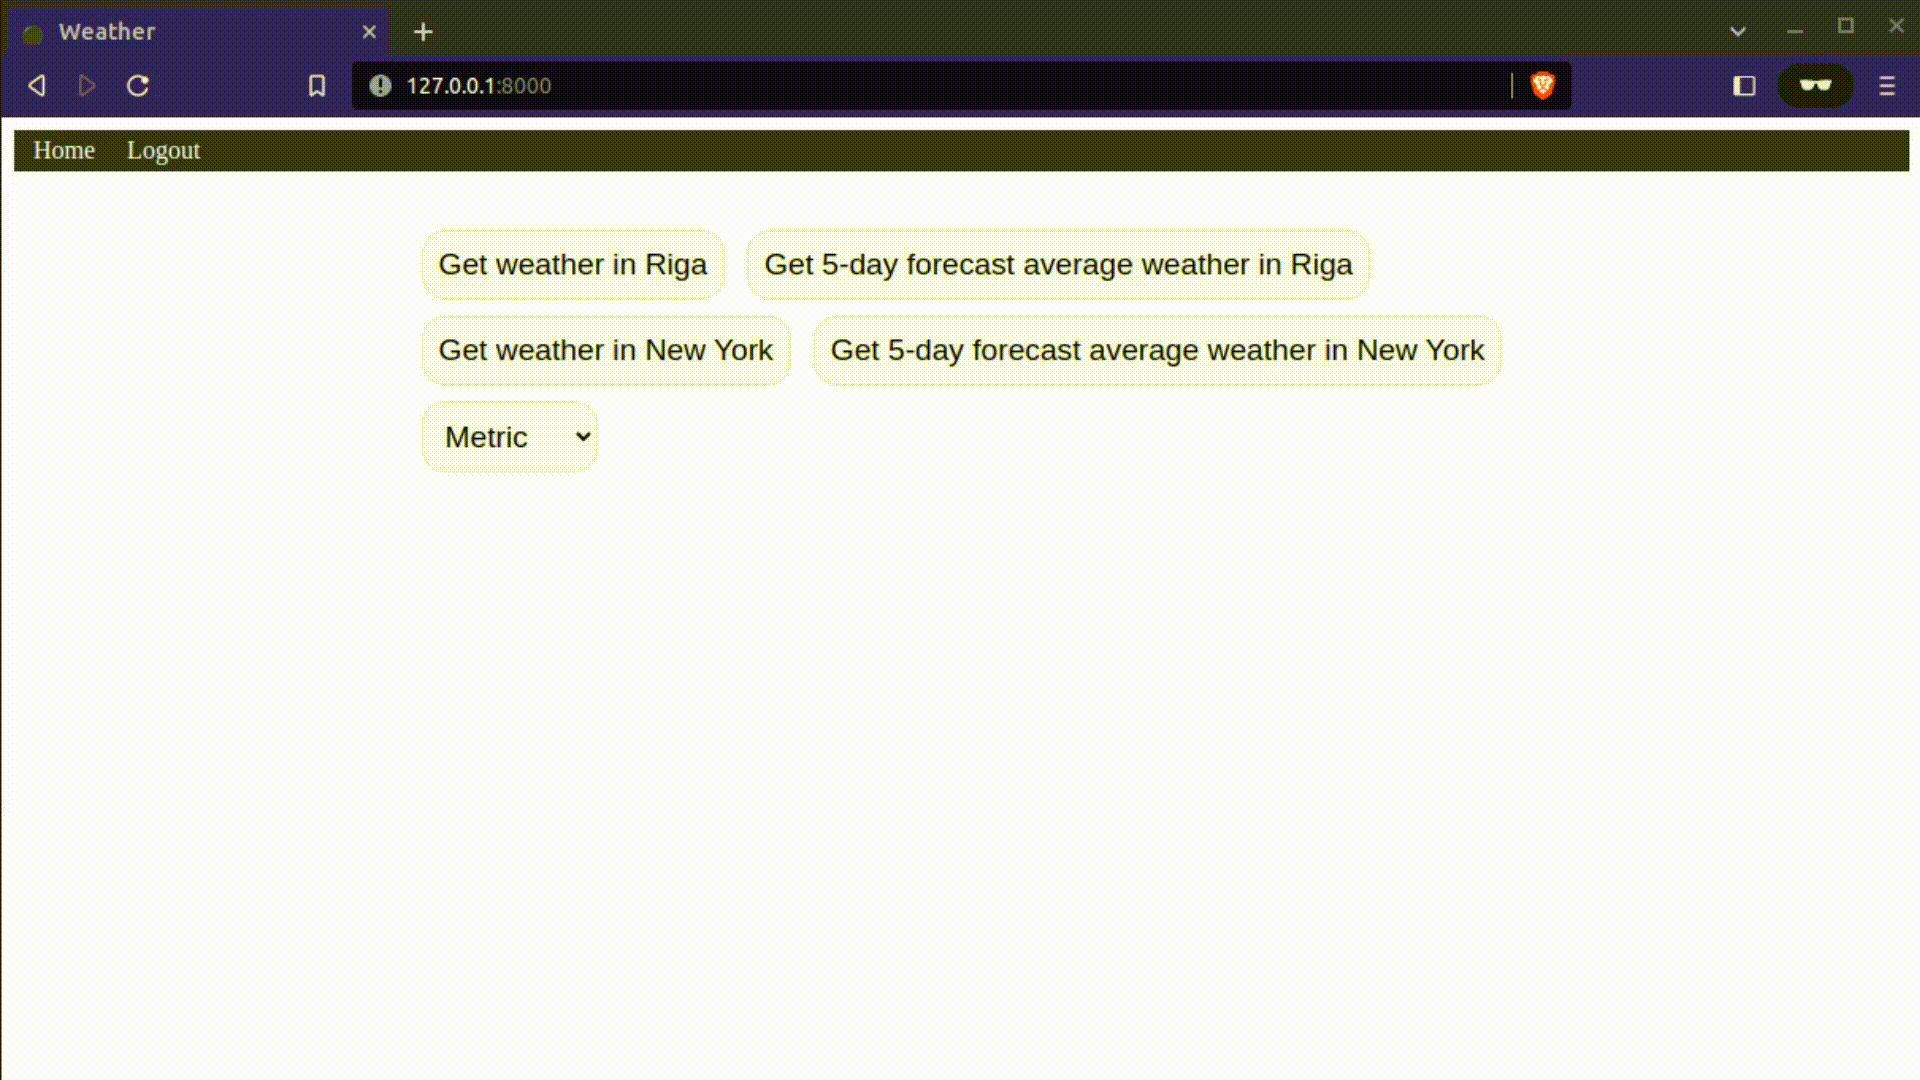 Weather
127.0.0.1:8000
Home Logout
Get weather in Riga Get 5-day forecast average weather in Riga
Get weather in New York Get 5-day forecast average weather in New York
Metric